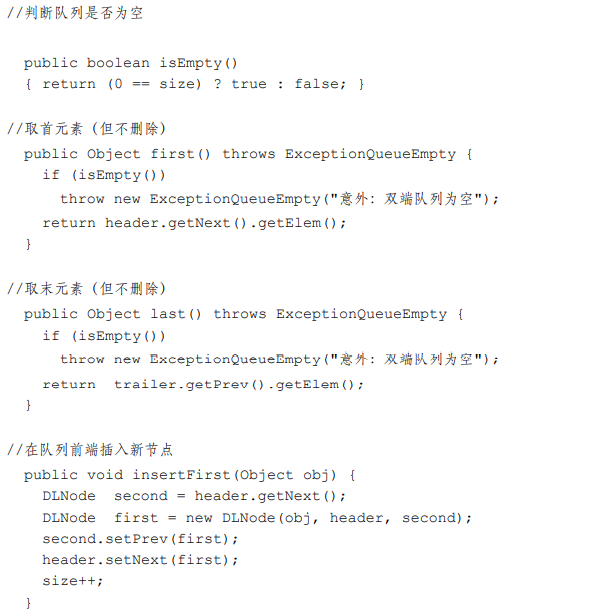 //判断队列是否为空
public boolean isEmpty()
{ return (0 == size) ? true : false; }
//取首元素（但不删除）
public Object first() throws ExceptionQueueEmpty {
if (isEmpty())
throw new ExceptionQueueEmpty("意外：双端队列为空");
return header.getNext().getElem();
}
//取末元素（但不删除）
public Object last() throws ExceptionQueueEmpty {
if (isEmpty())
throw new ExceptionQueueEmpty("意外：双端队列为空");
return  trailer.getPrev().getElem();
}
//在队列前端插入新节点
public void insertFirst(Object obj) {
DLNode  second = header.getNext();
DLNode  first = new DLNode(obj, header, second);
second.setPrev(first);
header.setNext(first);
size++;
}